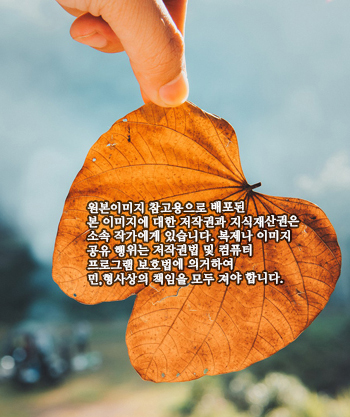 원본이미지 참고용으로 배포된
본 이미지에 대한 저작권과 지식재산권은
소속 작가에게 있습니다. 복제나 이미지
공유 행위는 저작권법 및 컴퓨터
프로그램 보호법에 의거하여
민,형사상의 책임을 모두 져야 합니다.